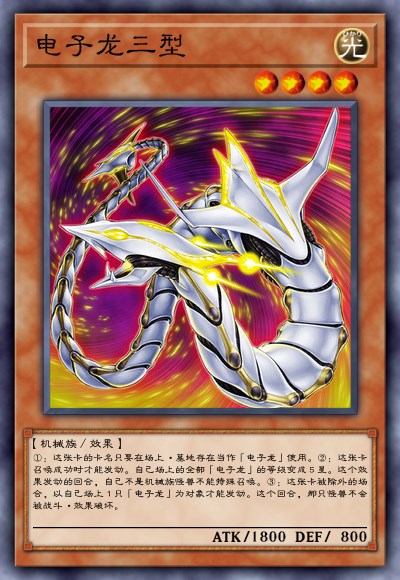 电子龙三型
光
【机械族/效果】
①:这张卡的卡名只要在场上·墓地存在当作「电子龙」使用。②:这张卡
召唤成功时才能发动。自己场上的全部「电子龙」的等级变成5星。这个效
果发动的回合,自己不是机械族怪兽不能特殊召唤。③:这张卡被除外的场
合,以自己场上1只「电子龙」为对象才能发动。这个回合,那只怪兽不会
被战斗·效果破坏。
ATK/1800 DEF/ 800